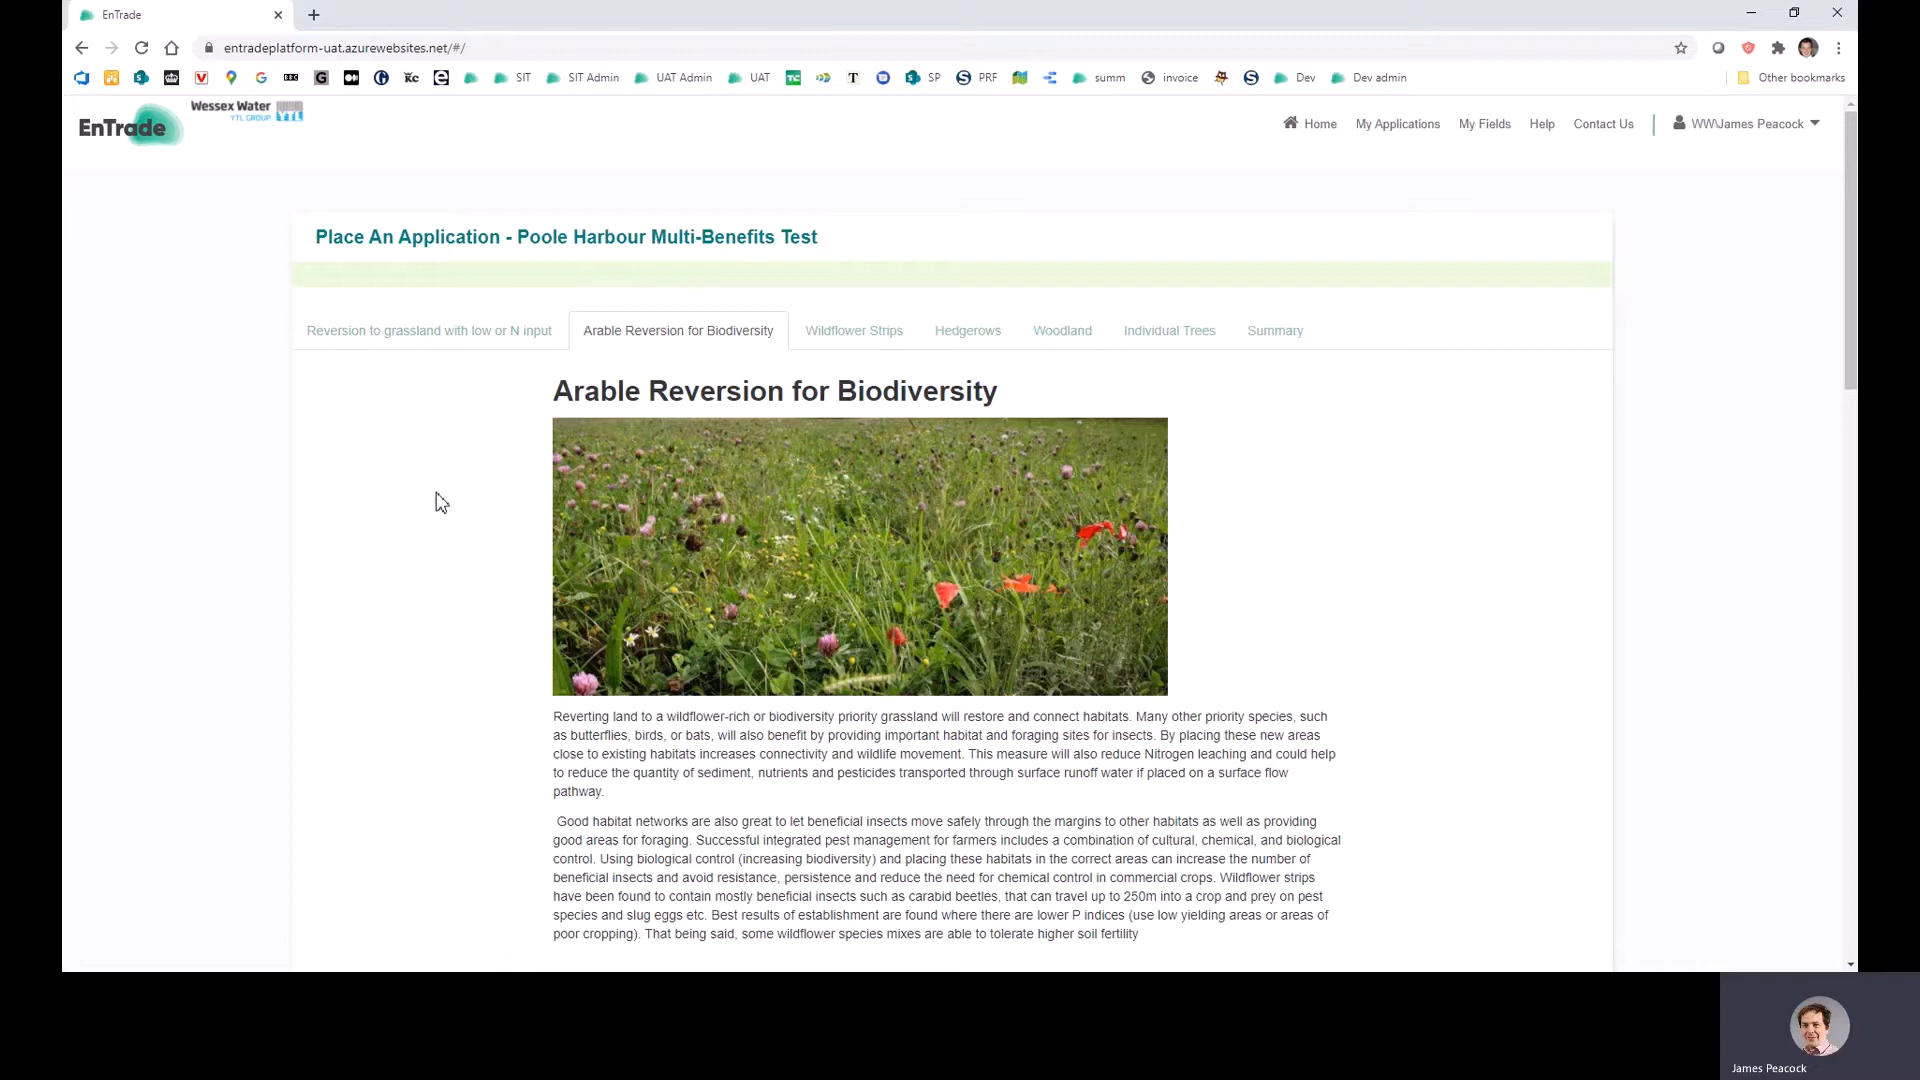 EnTrade
entradeplatform-uat.azurewebsites.net/#/
BBC G T SIT SIT Admin UAT Admin UAT SP PRF summ invoice Dev Dev admin Other bookmarks
EnTrade
Wessex Water
YTL GROUP YTL
Home My Applications My Fields Help Contact Us WW\James Peacock
Place An Application - Poole Harbour Multi-Benefits Test
Reversion to grassland with low or N input Arable Reversion for Biodiversity Wildflower Strips Hedgerows Woodland Individual Trees Summary
Arable Reversion for Biodiversity
Reverting land to a wildflower-rich or biodiversity priority grassland will restore and connect habitats. Many other priority species, such
as butterflies, birds, or bats, will also benefit by providing important habitat and foraging sites for insects. By placing these new areas
close to existing habitats increases connectivity and wildlife movement. This measure will also reduce Nitrogen leaching and could help
to reduce the quantity of sediment, nutrients and pesticides transported through surface runoff water if placed on a surface flow
pathway.
Good habitat networks are also great to let beneficial insects move safely through the margins to other habitats as well as providing
good areas for foraging. Successful integrated pest management for farmers includes a combination of cultural, chemical, and biological
control. Using biological control (increasing biodiversity) and placing these habitats in the correct areas can increase the number of
beneficial insects and avoid resistance, persistence and reduce the need for chemical control in commercial crops. Wildflower strips
have been found to contain mostly beneficial insects such as carabid beetles, that can travel up to 250m into a crop and prey on pest
species and slug eggs etc. Best results of establishment are found where there are lower P indices (use low yielding areas or areas of
poor cropping). That being said, some wildflower species mixes are able to tolerate higher soil fertility
James Peacock